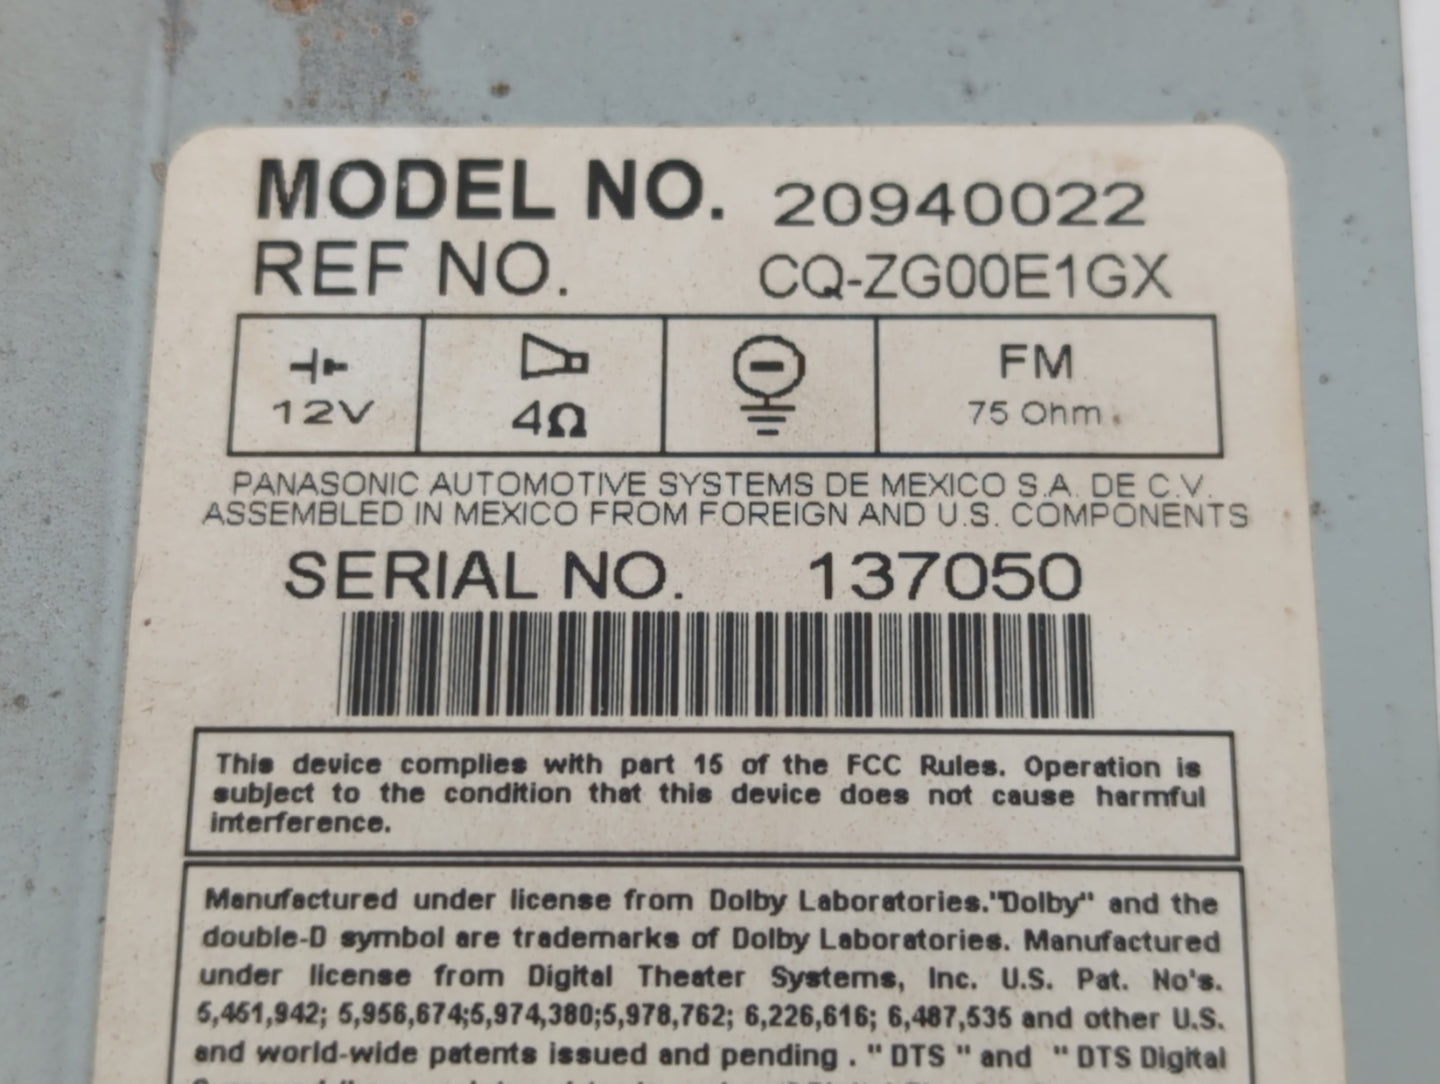 MODEL NO. 20940022
REF NO. CQ-ZG00E1GX
12V
4Ω
FM
75 Ohm
PANASONIC AUTOMOTIVE SYSTEMS DE MEXICO S.A. DE C.V.
ASSEMBLED IN MEXICO FROM FOREIGN AND U.S. COMPONENTS
SERIAL NO. 137050
This device complies with part 15 of the FCC Rules. Operation is
subject to the condition that this device does not cause harmful
interference.
Manufactured under license from Dolby Laboratories."Dolby" and the
double-D symbol are trademarks of Dolby Laboratories. Manufactured
under license from Digital Theater Systems, Inc. U.S. Pat. No's.
5,451,942; 5,956,674;5,974,380;5,978,762; 6,226,616; 6,487,535 and other U.S.
and world-wide patents issued and pending . " DTS " and " DTS Digital